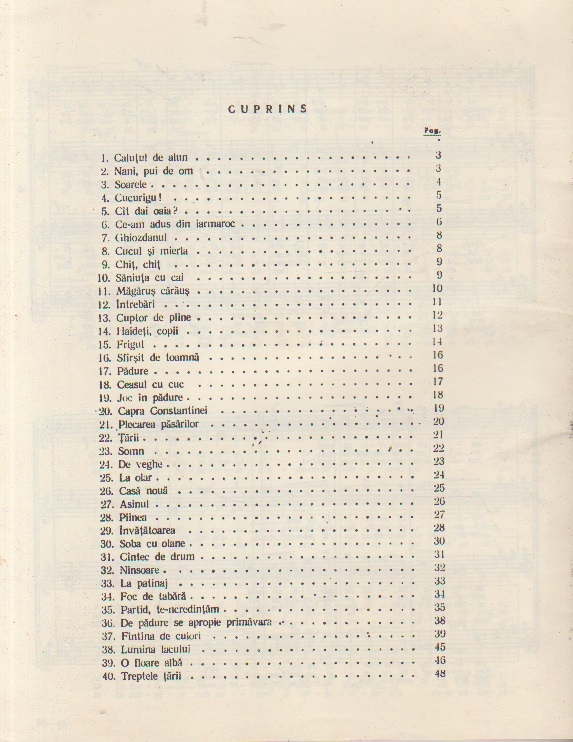 CUPRINS
Pag.
1. Caluțul de alun 3
2. Nani, pui de om 3
3. Soarele 4
4. Cucurigu! 5
5. Cît dai oaia? 5
6. Ce-am adus din iarmaroc 6
7. Ghiozdanul 8
8. Cucul și mierla 8
9. Chiț, chiț 9
10. Săniuța cu cai 9
11. Măgăruș cărăuș 10
12. Întrebări 11
13. Cuptor de pîine 12
14. Haideți, copii 13
15. Frigul 14
16. Sfîrșit de toamnă 16
17. Pădure 16
18. Ceasul cu cuc 17
19. Joc în pădure 18
20. Capra Constantinei 19
21. Plecarea păsărilor 20
22. Țării 21
23. Somn 22
24. De veghe 23
25. La olar 24
26. Casă nouă 25
27. Asinul 26
28. Pîinea 27
29. Învățătoarea 28
30. Soba cu olane 30
31. Cîntec de drum 31
32. Ninsoare 32
33. La patinaj 33
34. Foc de tabără 34
35. Partid, te-ncredințăm 35
36. De pădure se apropie primăvara 38
37. Fîntîna de culori 39
38. Lumina lacului 45
39. O floare albă 46
40. Treptele țării 48